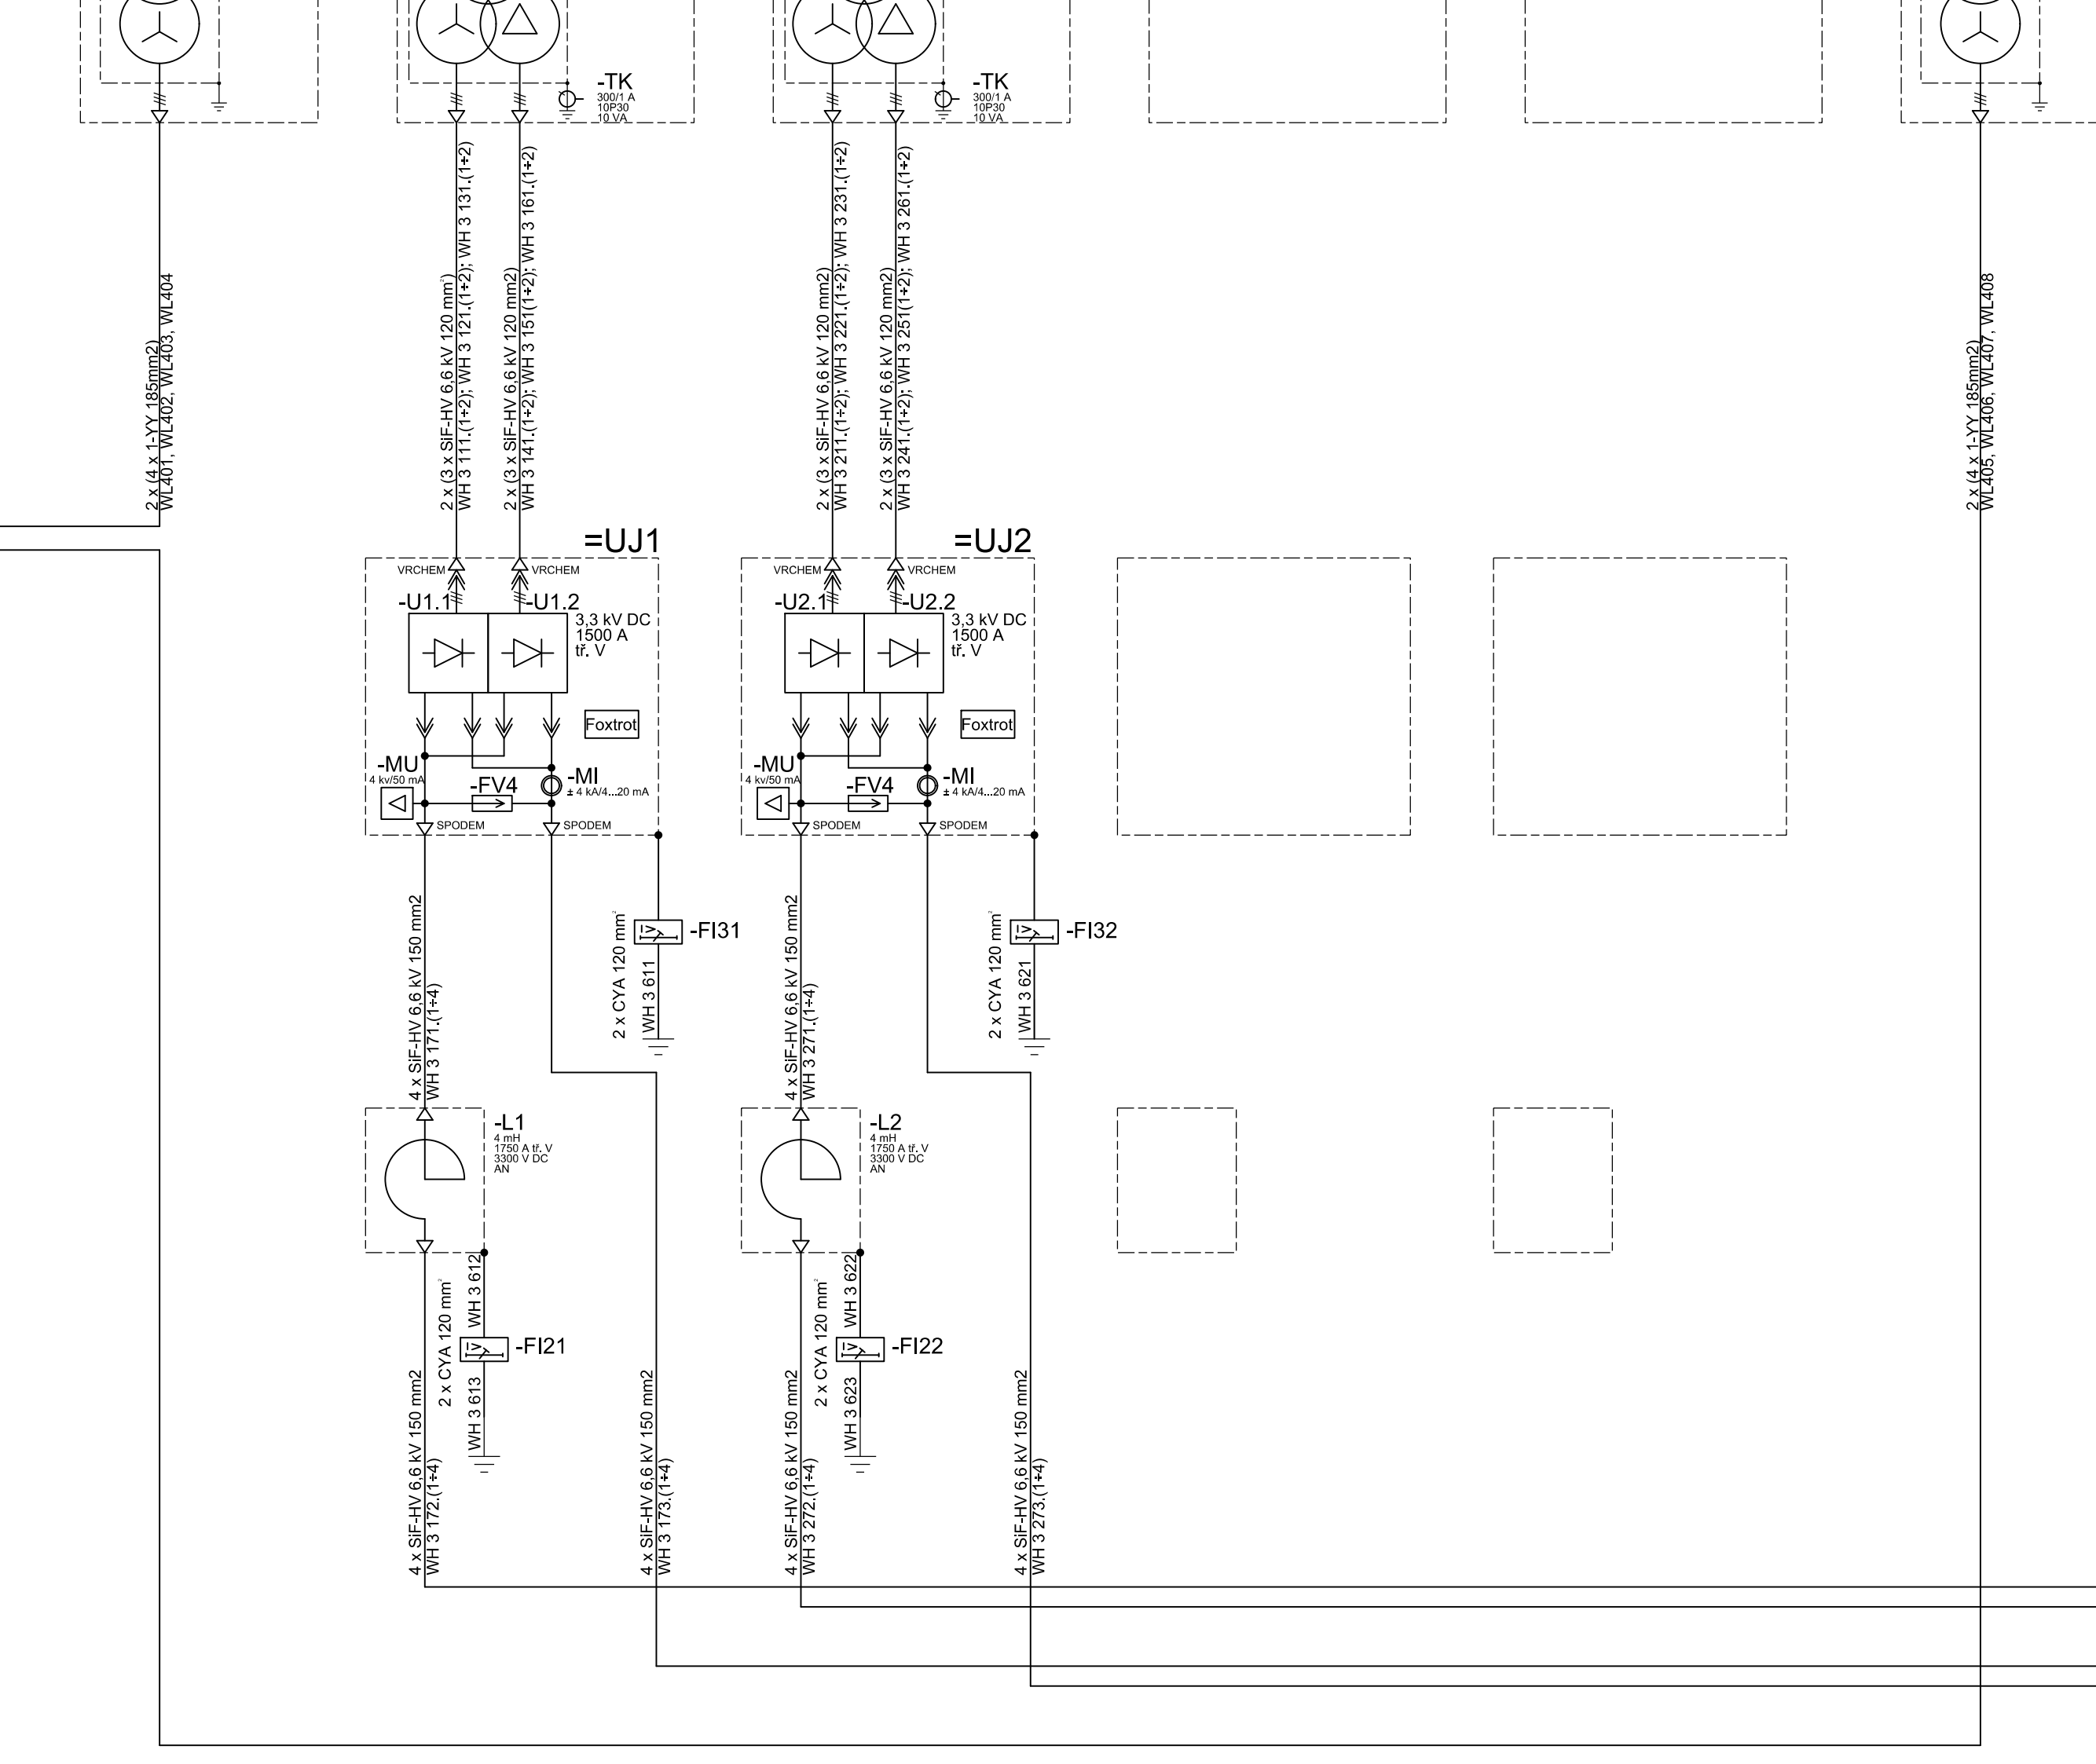 -TK
300/1 A
10P30
10 VA
-TK
300/1 A
10P30
10 VA
2 x (4 x 1-YY 185mm2)
WL401, WL402, WL403, WL404
2 x (3 x SiF-HV 6,6 kV 120 mm²)
WH 3 111.(1÷2); WH 3 121.(1÷2); WH 3 131.(1÷2)
2 x (3 x SiF-HV 6,6 kV 120 mm2)
WH 3 141.(1÷2); WH 3 151(1÷2); WH 3 161.(1÷2)
2 x (3 x SiF-HV 6,6 kV 120 mm2)
WH 3 211.(1÷2); WH 3 221.(1÷2); WH 3 231.(1÷2)
2 x (3 x SiF-HV 6,6 kV 120 mm2)
WH 3 241.(1÷2); WH 3 251(1÷2); WH 3 261.(1÷2)
2 x (4 x 1-YY 185mm2)
WL405, WL406, WL407, WL408
=UJ1
VRCHEM
VRCHEM
-U1.1
-U1.2
3,3 kV DC
1500 A
tř. V
Foxtrot
-MU
4 kv/50 mA
-FV4
-MI
± 4 kA/4...20 mA
SPODEM
SPODEM
=UJ2
VRCHEM
VRCHEM
-U2.1
-U2.2
3,3 kV DC
1500 A
tř. V
Foxtrot
-MU
4 kv/50 mA
-FV4
-MI
± 4 kA/4...20 mA
SPODEM
SPODEM
4 x SiF-HV 6,6 kV 150 mm2
WH 3 171.(1÷4)
2 x CYA 120 mm²
WH 3 611
-FI31
4 x SiF-HV 6,6 kV 150 mm2
WH 3 271.(1÷4)
2 x CYA 120 mm²
WH 3 621
-FI32
-L1
4 mH
1750 A tř. V
3300 V DC
AN
-L2
4 mH
1750 A tř. V
3300 V DC
AN
2 x CYA 120 mm²
WH 3 612
-FI21
WH 3 613
2 x CYA 120 mm²
WH 3 622
-FI22
WH 3 623
4 x SiF-HV 6,6 kV 150 mm2
WH 3 172.(1÷4)
4 x SiF-HV 6,6 kV 150 mm2
WH 3 173.(1÷4)
4 x SiF-HV 6,6 kV 150 mm2
WH 3 272.(1÷4)
4 x SiF-HV 6,6 kV 150 mm2
WH 3 273.(1÷4)